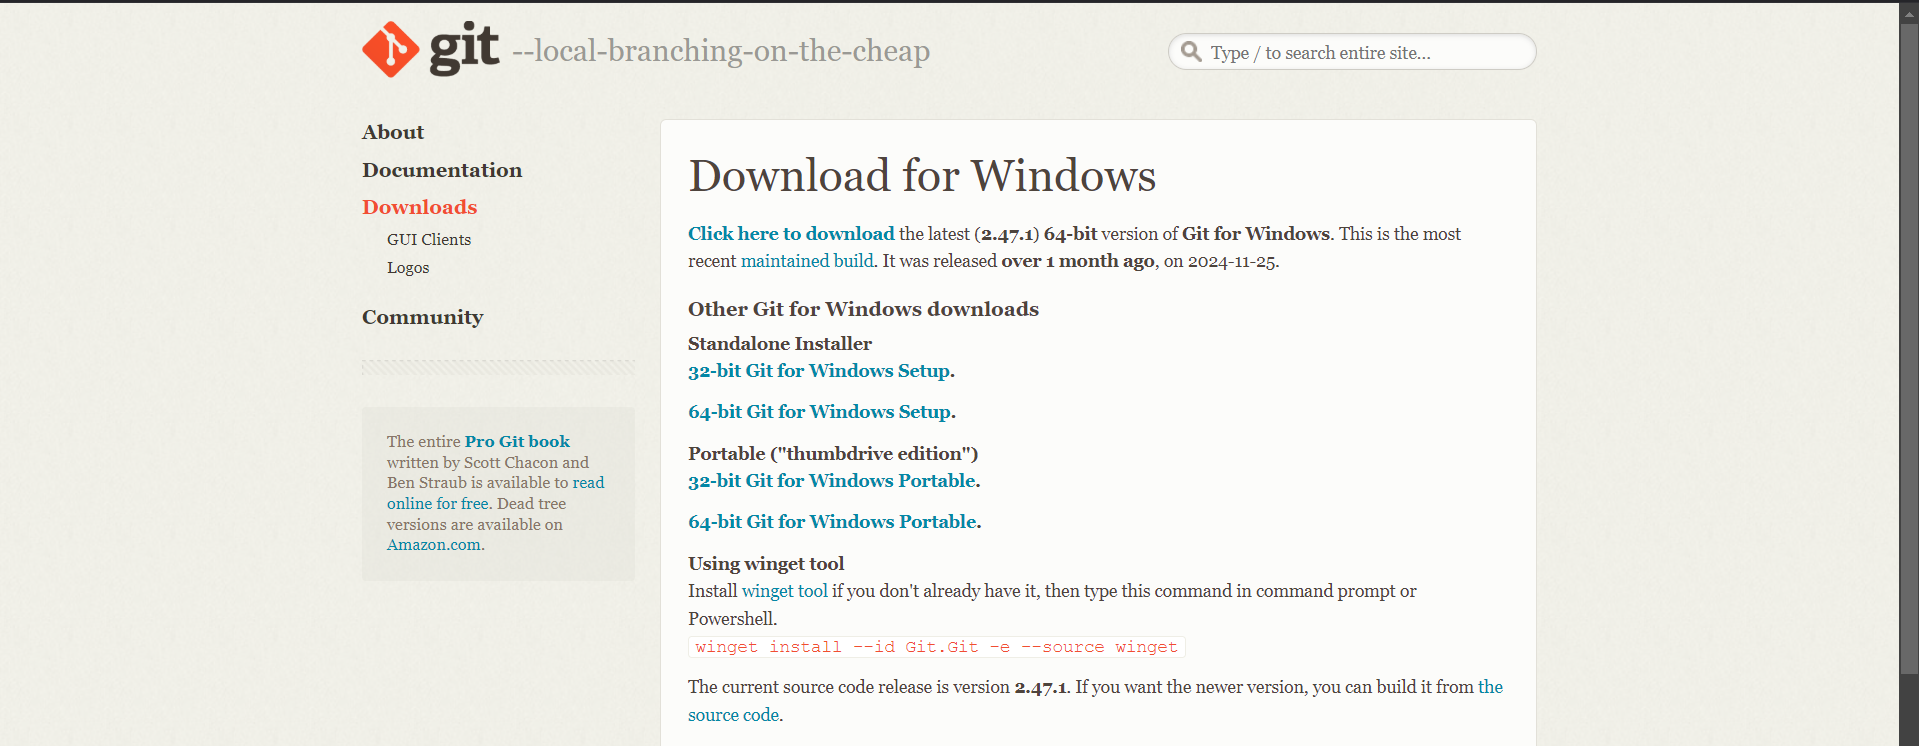 git --local-branching-on-the-cheap
Type / to search entire site...
About
Documentation
Downloads
GUI Clients
Logos
Community
The entire Pro Git book
written by Scott Chacon and
Ben Straub is available to read
online for free. Dead tree
versions are available on
Amazon.com.
Download for Windows
Click here to download the latest (2.47.1) 64-bit version of Git for Windows. This is the most
recent maintained build. It was released over 1 month ago, on 2024-11-25.
Other Git for Windows downloads
Standalone Installer
32-bit Git for Windows Setup.
64-bit Git for Windows Setup.
Portable ("thumbdrive edition")
32-bit Git for Windows Portable.
64-bit Git for Windows Portable.
Using winget tool
Install winget tool if you don't already have it, then type this command in command prompt or
Powershell.
winget install --id Git.Git -e --source winget
The current source code release is version 2.47.1. If you want the newer version, you can build it from the
source code.